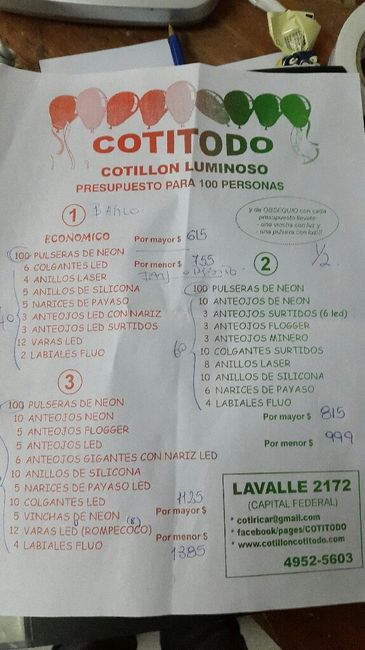 COTITODO
COTILLON LUMINOSO
PRESUPUESTO PARA 100 PERSONAS
1
ECONOMICO
Por mayor $ 615
100 PULSERAS DE NEON
6 COLGANTES LED
Por menor $ 755
4 ANILLOS LASER
5 ANILLOS DE SILICONA
5 NARICES DE PAYASO
3 ANTEOJOS LED CON NARIZ
3 ANTEOJOS LED SURTIDOS
12 VARAS LED
2 LABIALES FLUO
y de OBSEQUIO con cada
presupuesto llevate
- una vincha con luz y
- una pulsera con luz!!!
1/2
2
100 PULSERAS DE NEON
10 ANTEOJOS DE NEON
3 ANTEOJOS SURTIDOS (6 led)
3 ANTEOJOS FLOGGER
3 ANTEOJOS MINERO
10 COLGANTES SURTIDOS
8 ANILLOS LASER
10 ANILLOS DE SILICONA
6 NARICES DE PAYASO
4 LABIALES FLUO
Por mayor $ 815
Por menor $ 999
60
3
100 PULSERAS DE NEON
10 ANTEOJOS NEON
5 ANTEOJOS FLOGGER
5 ANTEOJOS LED
6 ANTEOJOS GIGANTES CON NARIZ LED
10 ANILLOS DE SILICONA
5 NARICES DE PAYASO LED
10 COLGANTES LED
1125
5 VINCHAS DE NEON (8) Por mayor $
12 VARAS LED (ROMPECOCO) Por menor $
4 LABIALES FLUO
1385
LAVALLE 2172
(CAPITAL FEDERAL)
* cotiricar@gmail.com
* facebook/pages/COTITODO
* www.cotilloncotitodo.com
4952-5603